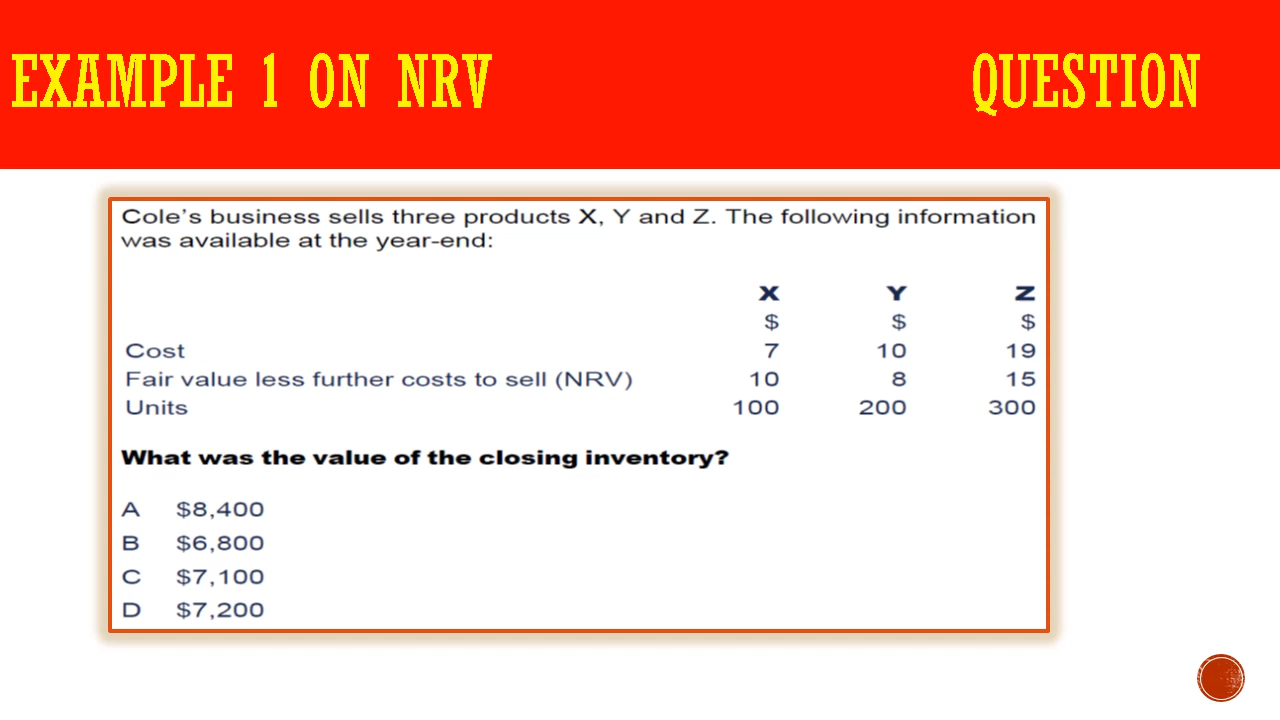 EXAMPLE 1 ON NRV QUESTION
Cole's business sells three products X, Y and Z. The following information
was available at the year-end:
X Y Z
$ $ $
Cost 7 10 19
Fair value less further costs to sell (NRV) 10 8 15
Units 100 200 300
What was the value of the closing inventory?
A $8,400
B $6,800
C $7,100
D $7,200